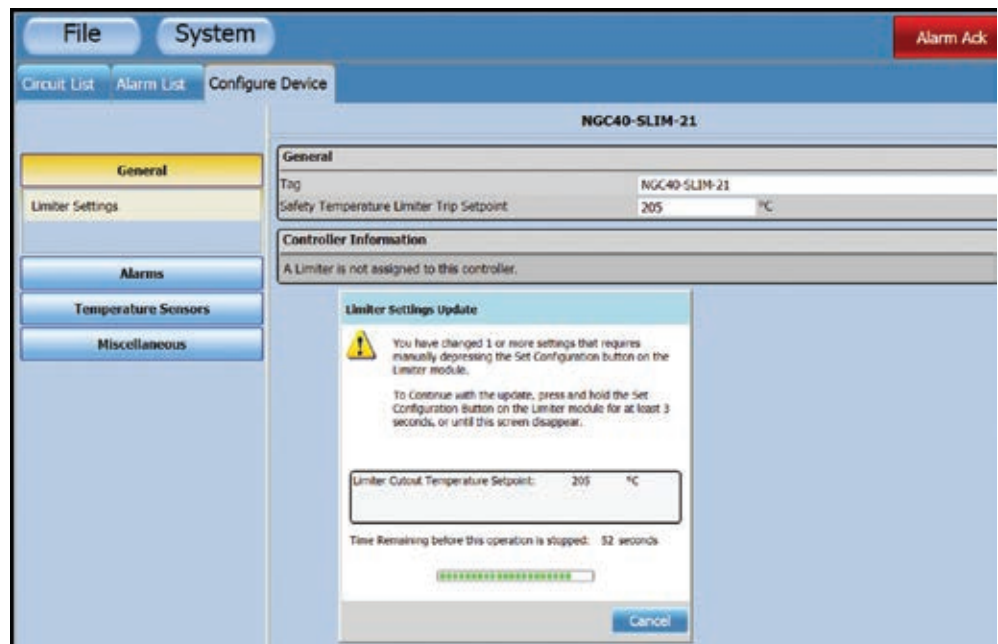 File System Alarm Ack
Circuit List Alarm List Configure Device
NGC40-SLIM-21
General
Limiter Settings
Alarms
Temperature Sensors
Miscellaneous
General
Tag NGC40-SLIM-21
Safety Temperature Limiter Trip Setpoint 205 °C
Controller Information
A Limiter is not assigned to this controller.
Limiter Settings Update
You have changed 1 or more settings that requires
manually depressing the Set Configuration button on the
Limiter module.
To Continue with the update, press and hold the Set
Configuration Button on the Limiter module for at least 3
seconds, or until this screen disappear.
Limiter Cutout Temperature Setpoint: 205 °C
Time Remaining before this operation is stopped: 52 seconds
Cancel